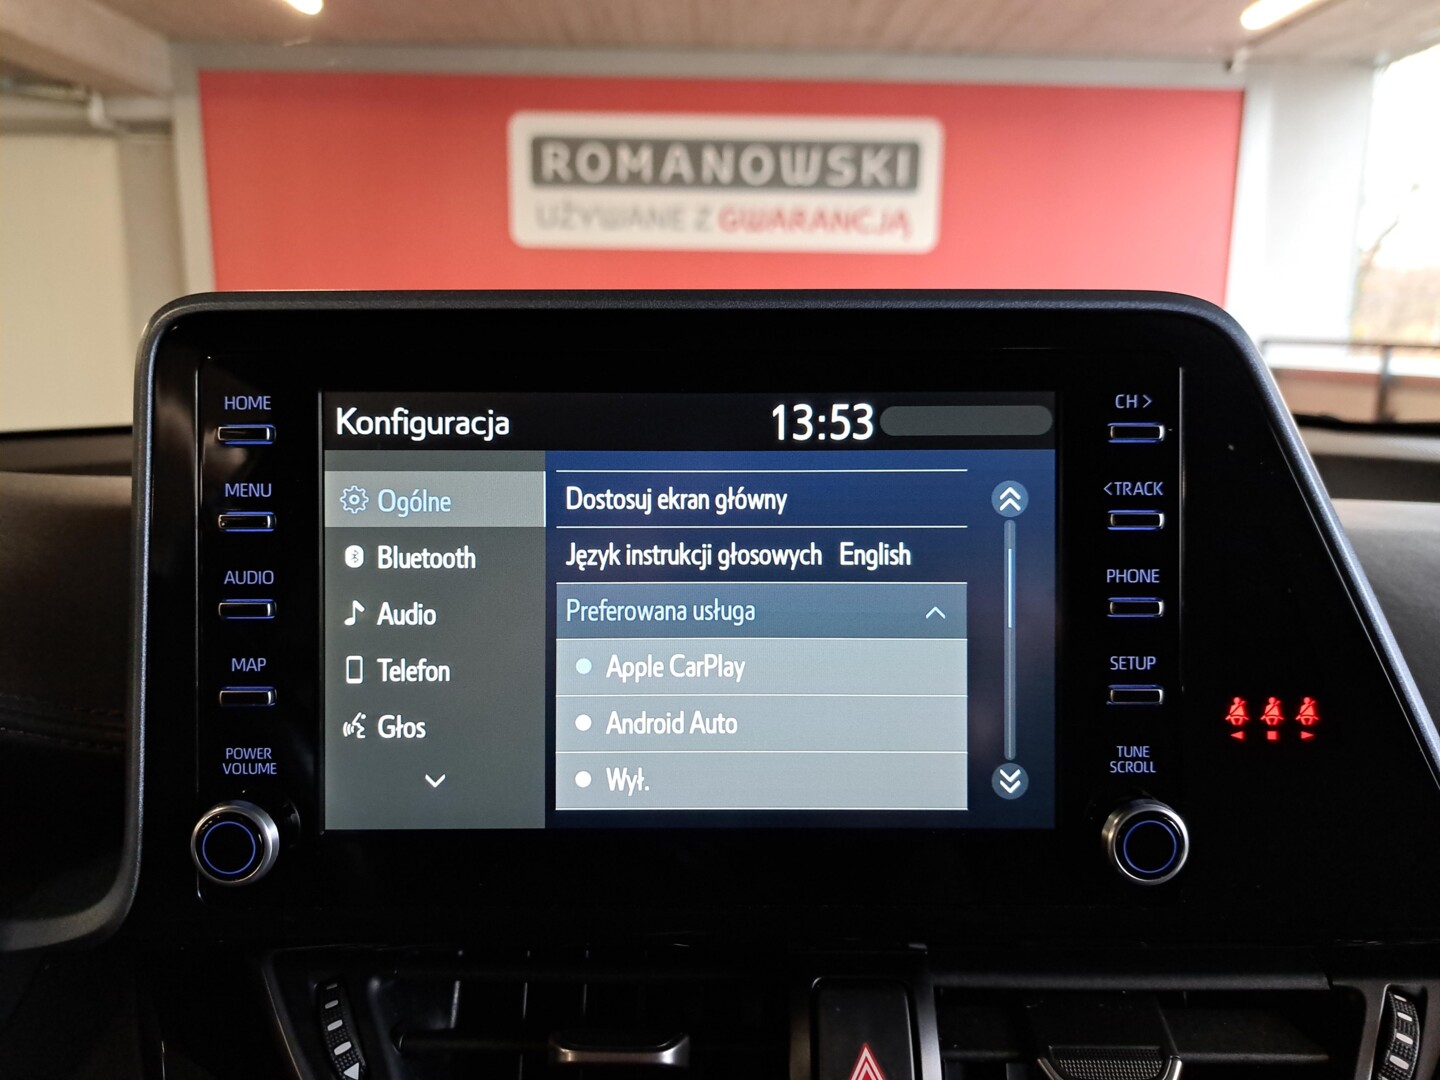 ROMANOWSKI
UŻYWANE Z GWARANCJĄ
HOME
MENU
AUDIO
MAP
POWER
VOLUME
Konfiguracja 13:53
Ogólne
Bluetooth
Audio
Telefon
Głos
Dostosuj ekran główny
Język instrukcji głosowych English
Preferowana usługa
Apple CarPlay
Android Auto
Wył.
CH >
< TRACK
PHONE
SETUP
TUNE
SCROLL